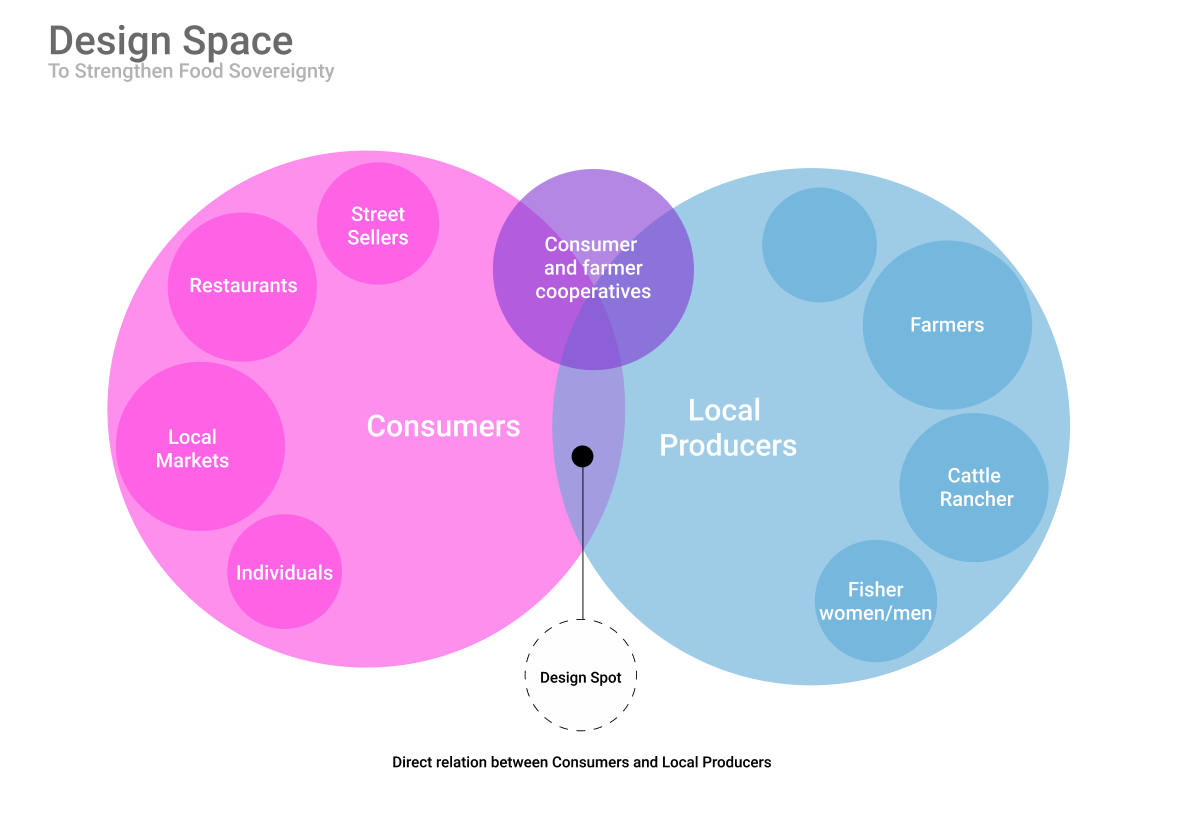 Design Space
To Strengthen Food Sovereignty
Street
Sellers
Restaurants
Local
Markets
Individuals
Consumers
Consumer
and farmer
cooperatives
Local
Producers
Farmers
Cattle
Rancher
Fisher
women/men
Design Spot
Direct relation between Consumers and Local Producers